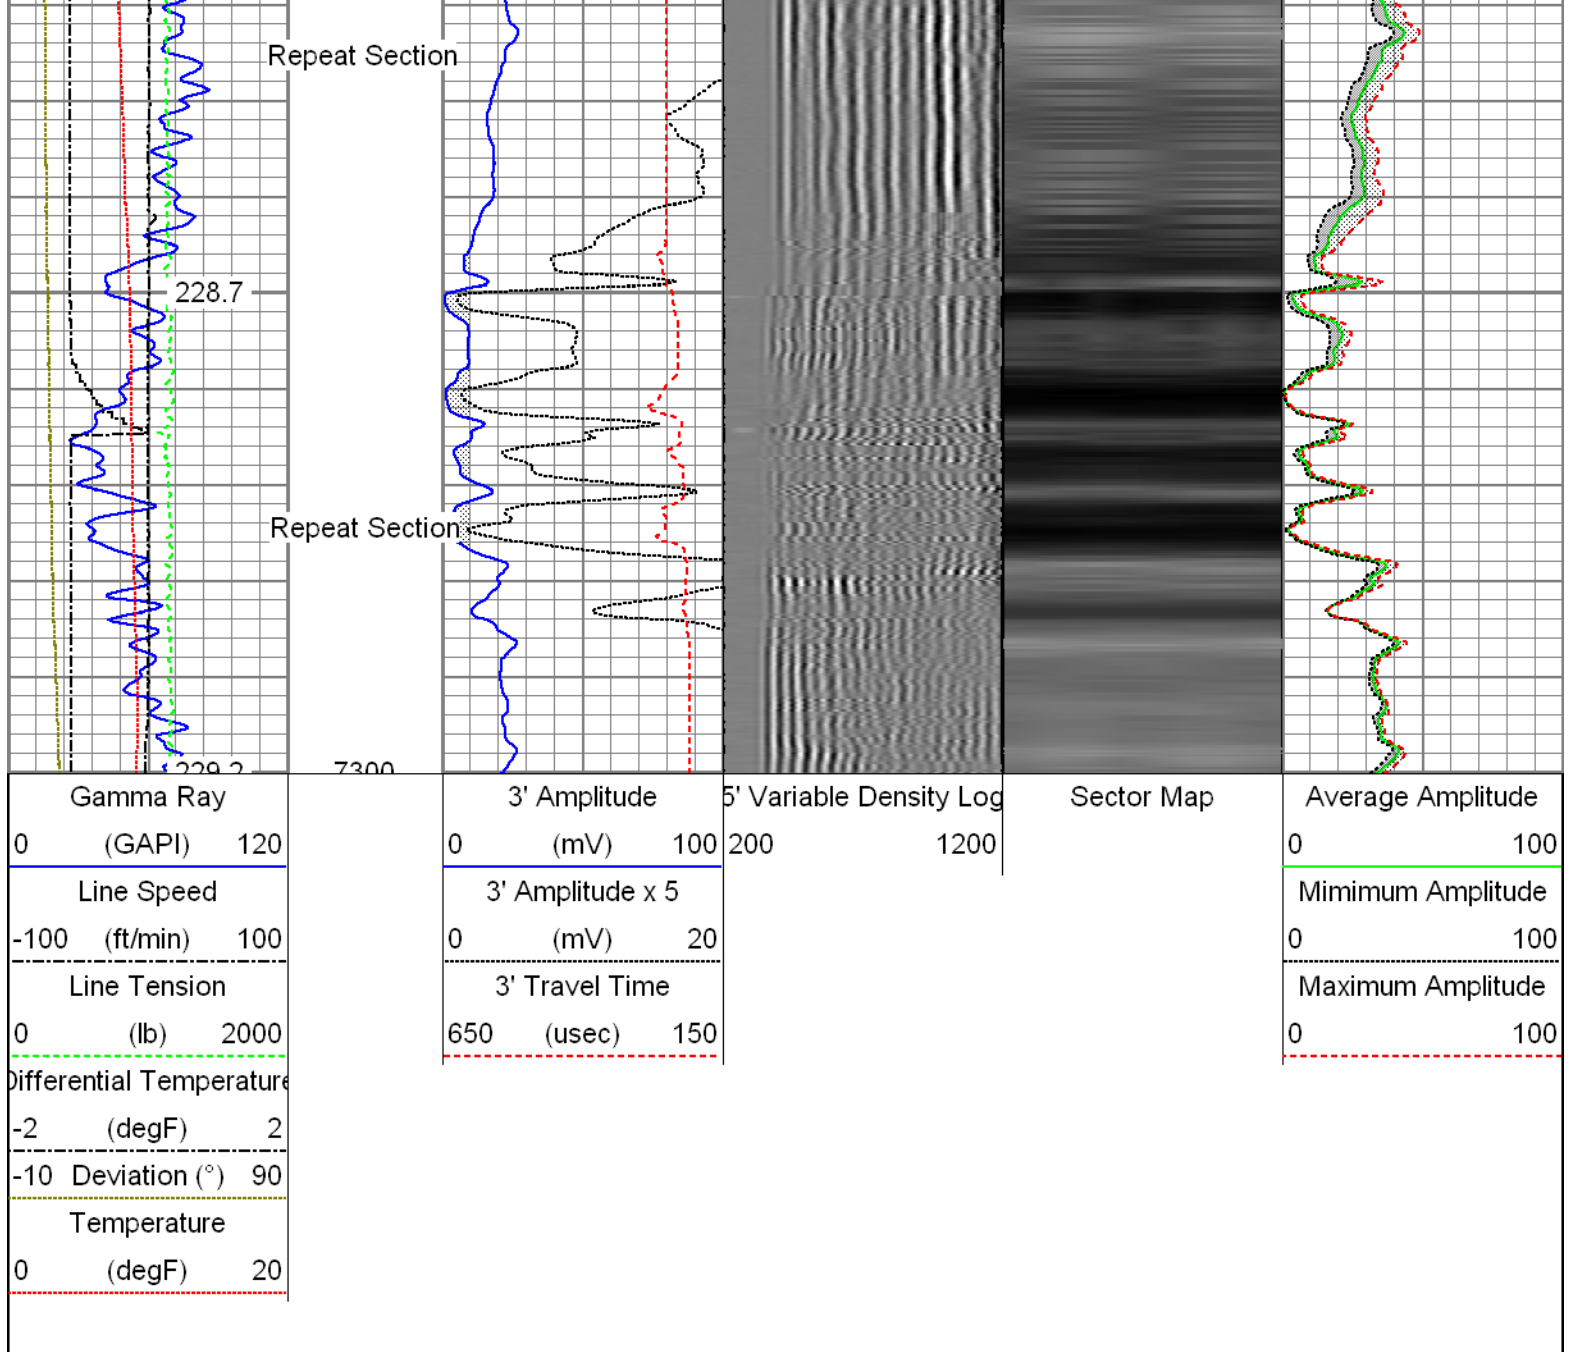 Repeat Section
228.7
Repeat Section
229.2
7300
Gamma Ray
0 (GAPI) 120
Line Speed
-100 (ft/min) 100
Line Tension
0 (lb) 2000
Differential Temperature
-2 (degF) 2
-10 Deviation (°) 90
Temperature
0 (degF) 20
3' Amplitude
0 (mV) 100
3' Amplitude x 5
0 (mV) 20
3' Travel Time
650 (usec) 150
5' Variable Density Log
200 1200
Sector Map
Average Amplitude
0 100
Mimimum Amplitude
0 100
Maximum Amplitude
0 100